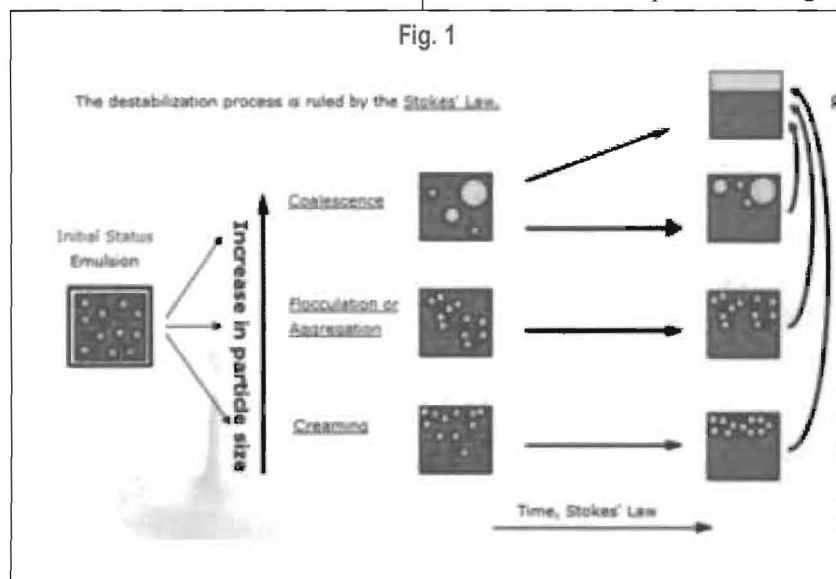 Fig. 1
The destabilization process is ruled by the Stokes' Law.
Coalescence
Initial Status
Emulsion
Increase in particle size
Flocculation or
Aggregation
Creaming
Time, Stokes' Law